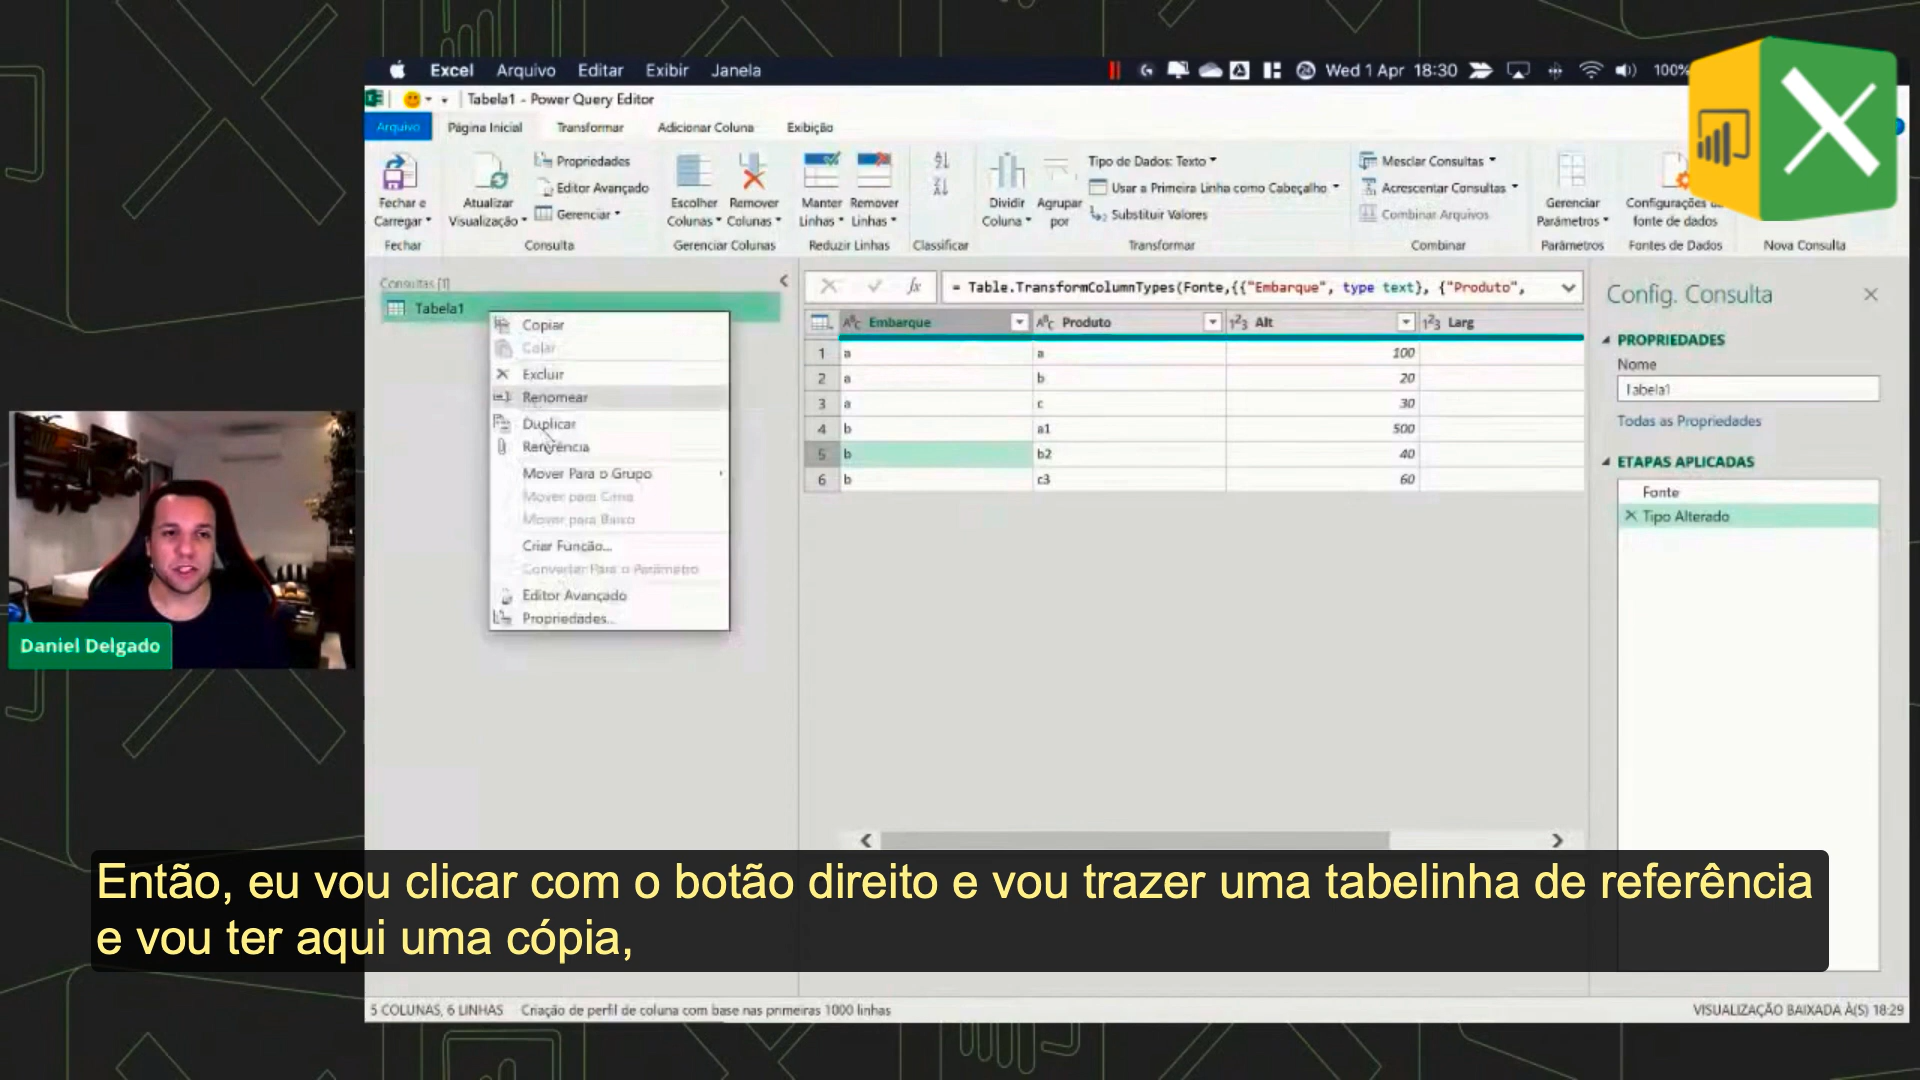 Excel Arquivo Editar Exibir Janela
Wed 1 Apr 18:30 100%
Tabela1 - Power Query Editor
Arquivo Página Inicial Transformar Adicionar Coluna Exibição
Fechar e Carregar
Fechar
Atualizar Visualização
Propriedades
Editor Avançado
Gerenciar
Consulta
Escolher Colunas
Remover Colunas
Gerenciar Colunas
Manter Linhas
Remover Linhas
Reduzir Linhas
Classificar
Dividir Coluna
Agrupar por
Tipo de Dados: Texto
Usar a Primeira Linha como Cabeçalho
Substituir Valores
Transformar
Mesclar Consultas
Acrescentar Consultas
Combinar Arquivos
Combinar
Gerenciar Parâmetros
Parâmetros
Configurações
fonte de dados
Fontes de Dados
Nova Consulta
Consultas [1]
Tabela1
Copiar
Colar
Excluir
Renomear
Duplicar
Referência
Mover Para o Grupo
Mover para Cima
Mover para Baixo
Criar Função...
Converter Para o Parâmetro
Editor Avançado
Propriedades...
fx = Table.TransformColumnTypes(Fonte,{{"Embarque", type text}, {"Produto",
ABC Embarque ABC Produto 123 Alt 123 Larg
1 a a 100
2 a b 20
3 a c 30
4 b a1 500
5 b b2 40
6 b c3 60
Config. Consulta
PROPRIEDADES
Nome
Tabela1
Todas as Propriedades
ETAPAS APLICADAS
Fonte
Tipo Alterado
Daniel Delgado
Então, eu vou clicar com o botão direito e vou trazer uma tabelinha de referência
e vou ter aqui uma cópia,
5 COLUNAS, 6 LINHAS Criação de perfil de coluna com base nas primeiras 1000 linhas
VISUALIZAÇÃO BAIXADA À(S) 18:29